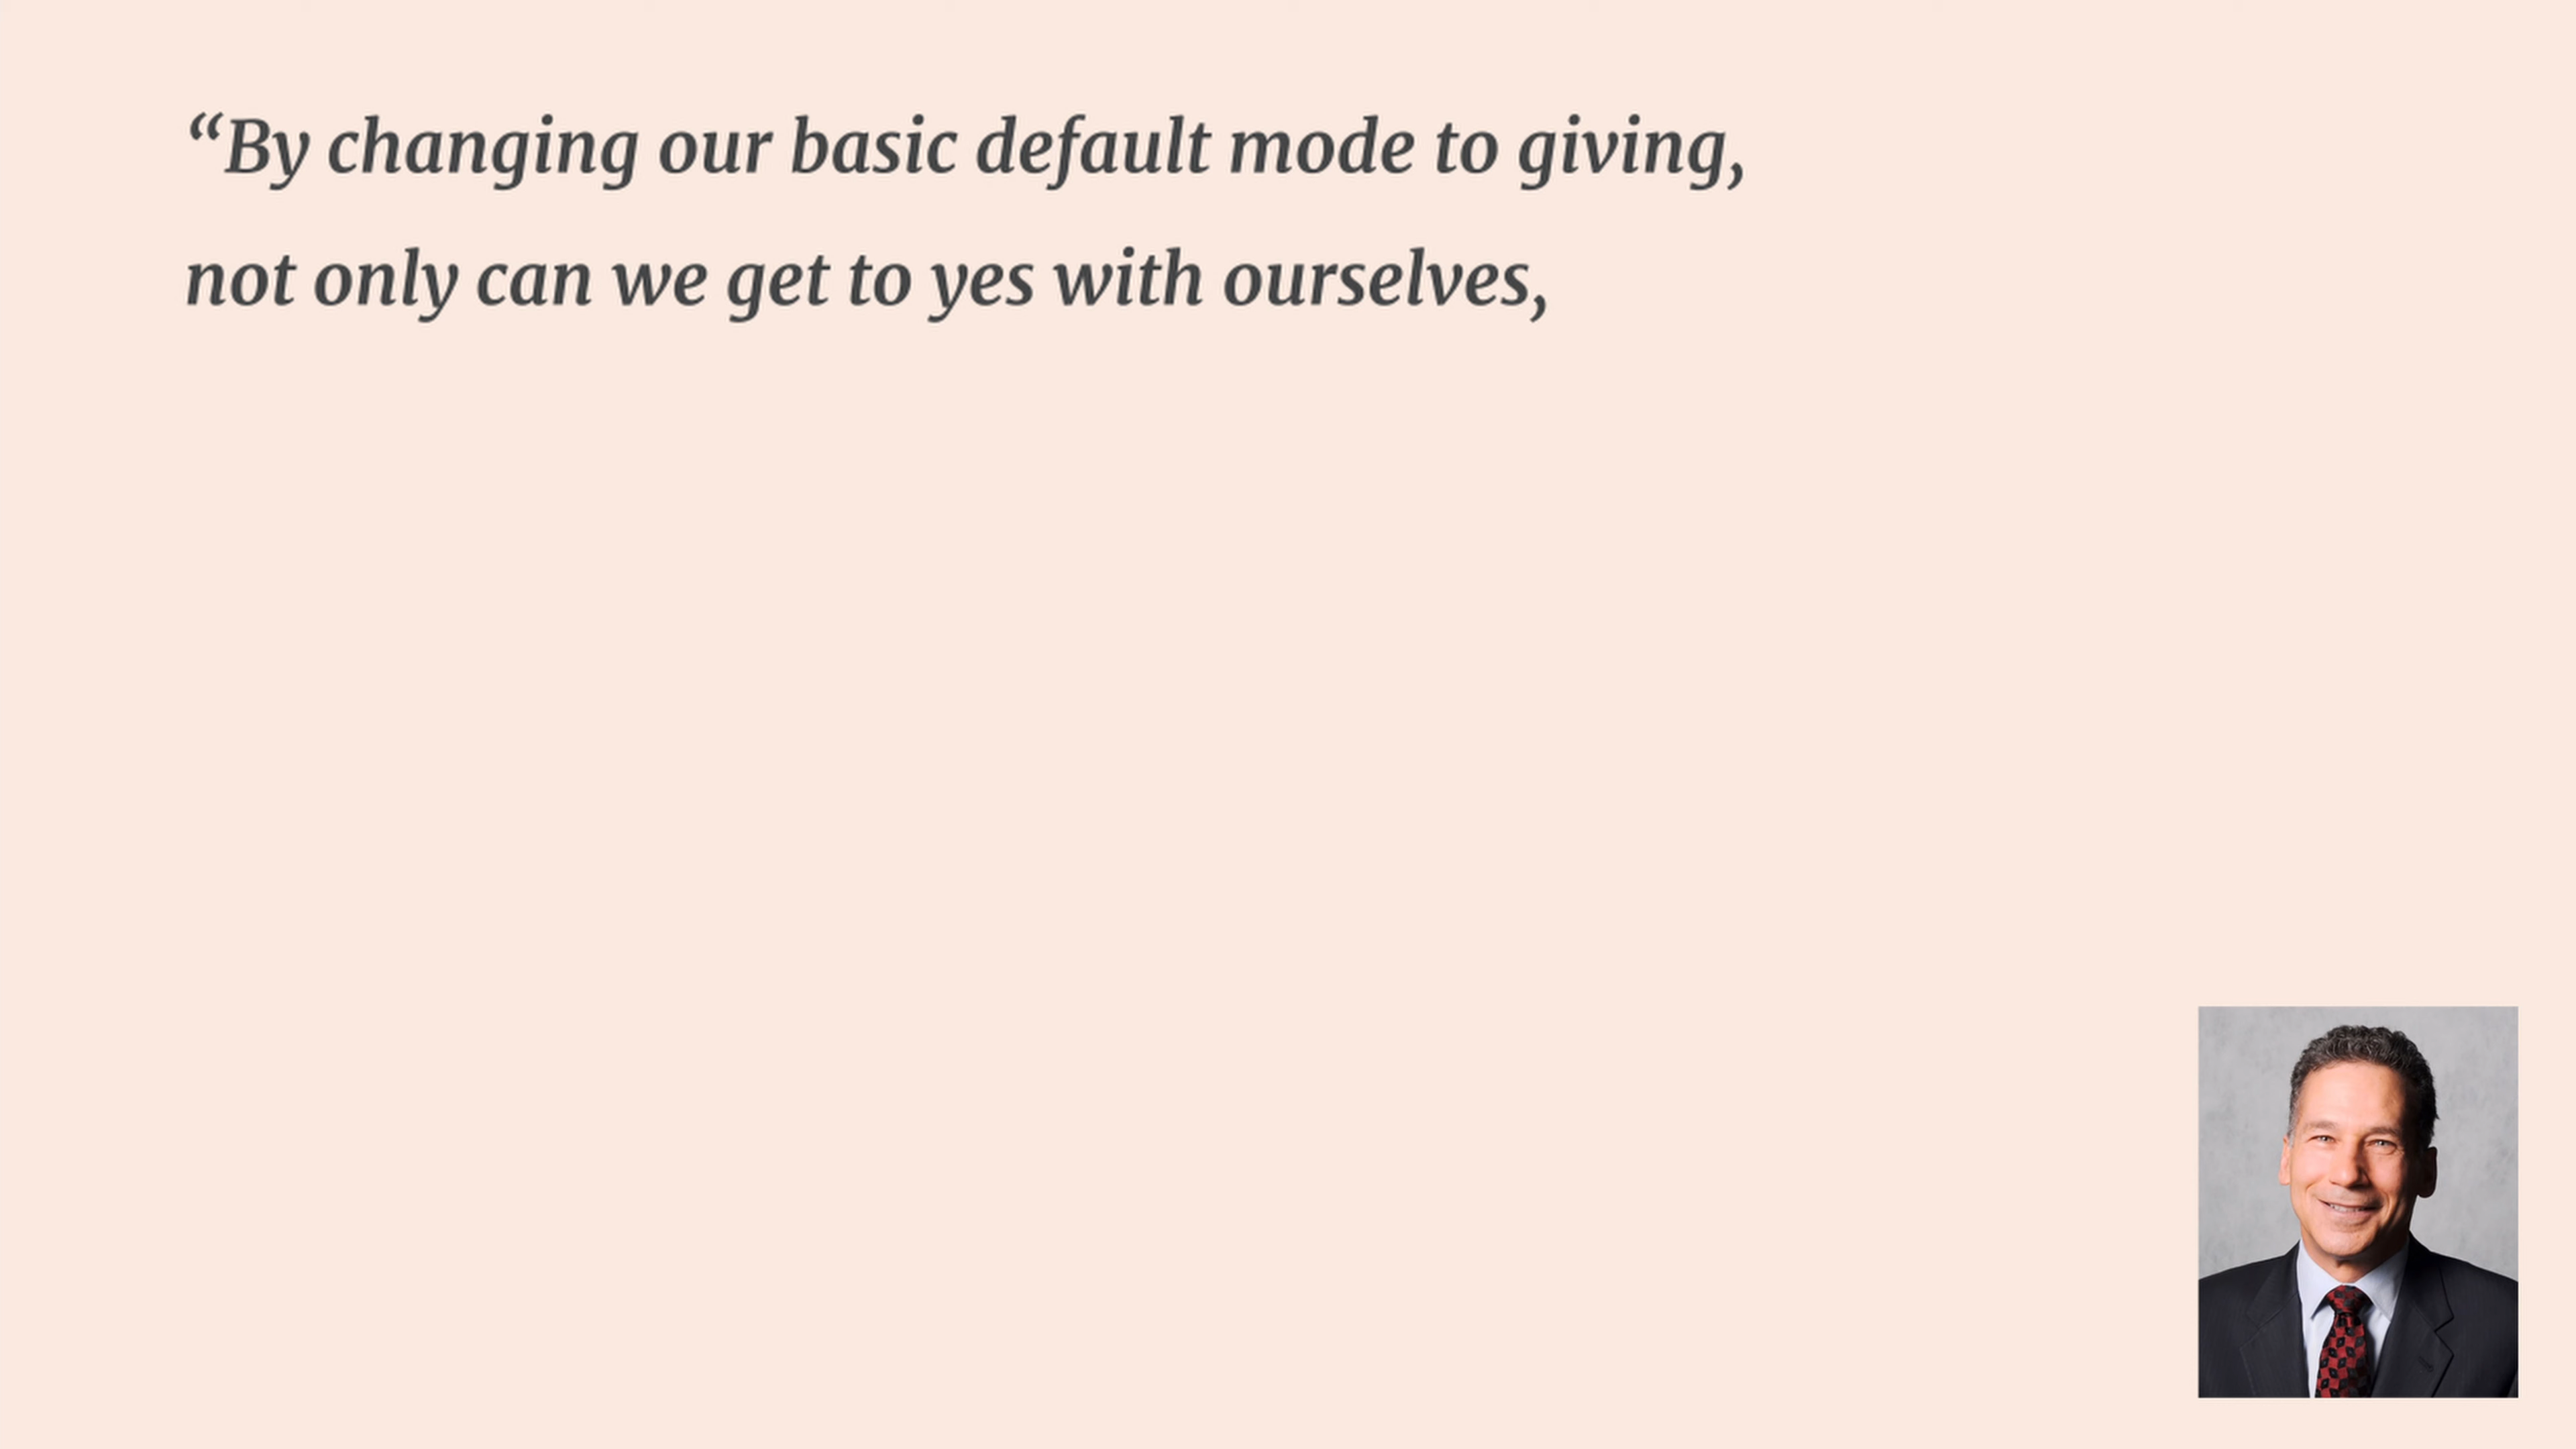 “By changing our basic default mode to giving,
not only can we get to yes with ourselves,